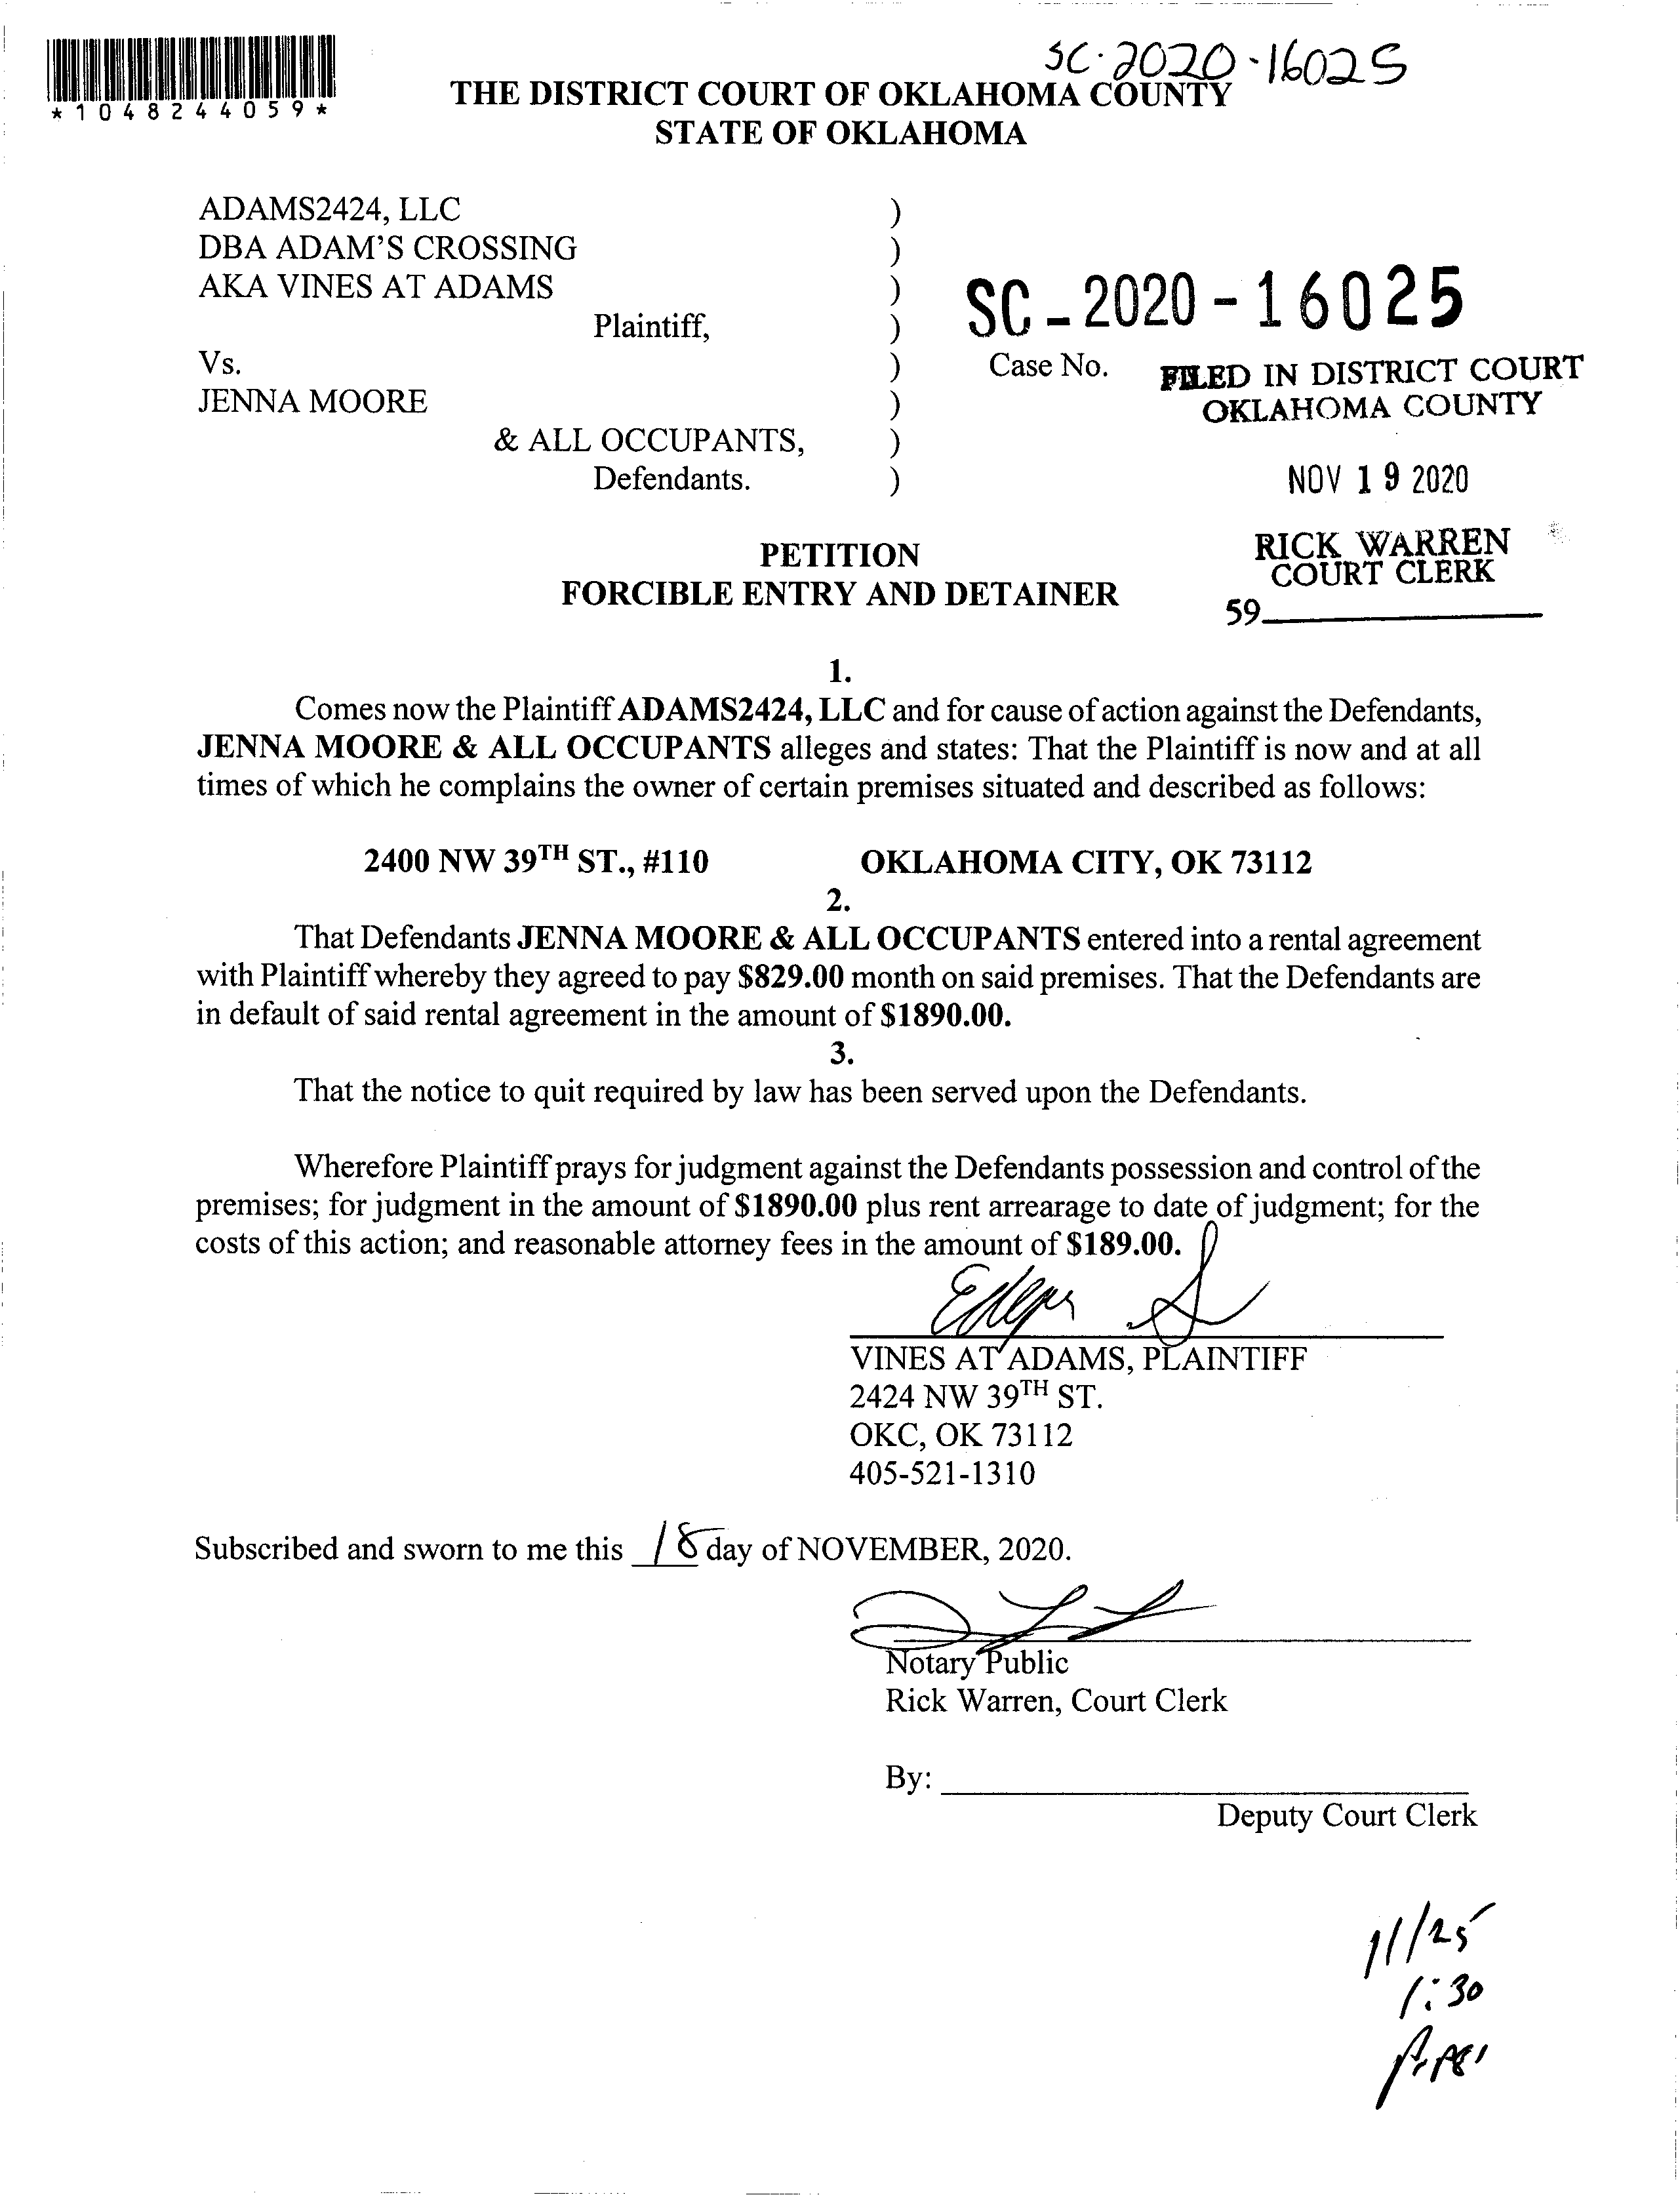 SC-2020-16025
*1048244059*
THE DISTRICT COURT OF OKLAHOMA COUNTY
STATE OF OKLAHOMA
ADAMS2424, LLC )
DBA ADAM'S CROSSING )
AKA VINES AT ADAMS )
SC-2020-16025
Plaintiff, )
Vs. )
Case No.
FILED IN DISTRICT COURT
OKLAHOMA COUNTY
JENNA MOORE )
& ALL OCCUPANTS, )
Defendants. )
NOV 19 2020
RICK WARREN
COURT CLERK
59
PETITION
FORCIBLE ENTRY AND DETAINER
1.
Comes now the Plaintiff ADAMS2424, LLC and for cause of action against the Defendants,
JENNA MOORE & ALL OCCUPANTS alleges and states: That the Plaintiff is now and at all
times of which he complains the owner of certain premises situated and described as follows:
2400 NW 39TH ST., #110 OKLAHOMA CITY, OK 73112
2.
That Defendants JENNA MOORE & ALL OCCUPANTS entered into a rental agreement
with Plaintiff whereby they agreed to pay $829.00 month on said premises. That the Defendants are
in default of said rental agreement in the amount of $1890.00.
3.
That the notice to quit required by law has been served upon the Defendants.
Wherefore Plaintiff prays for judgment against the Defendants possession and control of the
premises; for judgment in the amount of $1890.00 plus rent arrearage to date of judgment; for the
costs of this action; and reasonable attorney fees in the amount of $189.00.
VINES AT ADAMS, PLAINTIFF
2424 NW 39TH ST.
OKC, OK 73112
405-521-1310
Subscribed and sworn to me this 18 day of NOVEMBER, 2020.
Notary Public
Rick Warren, Court Clerk
By:
Deputy Court Clerk
11/25
1:30